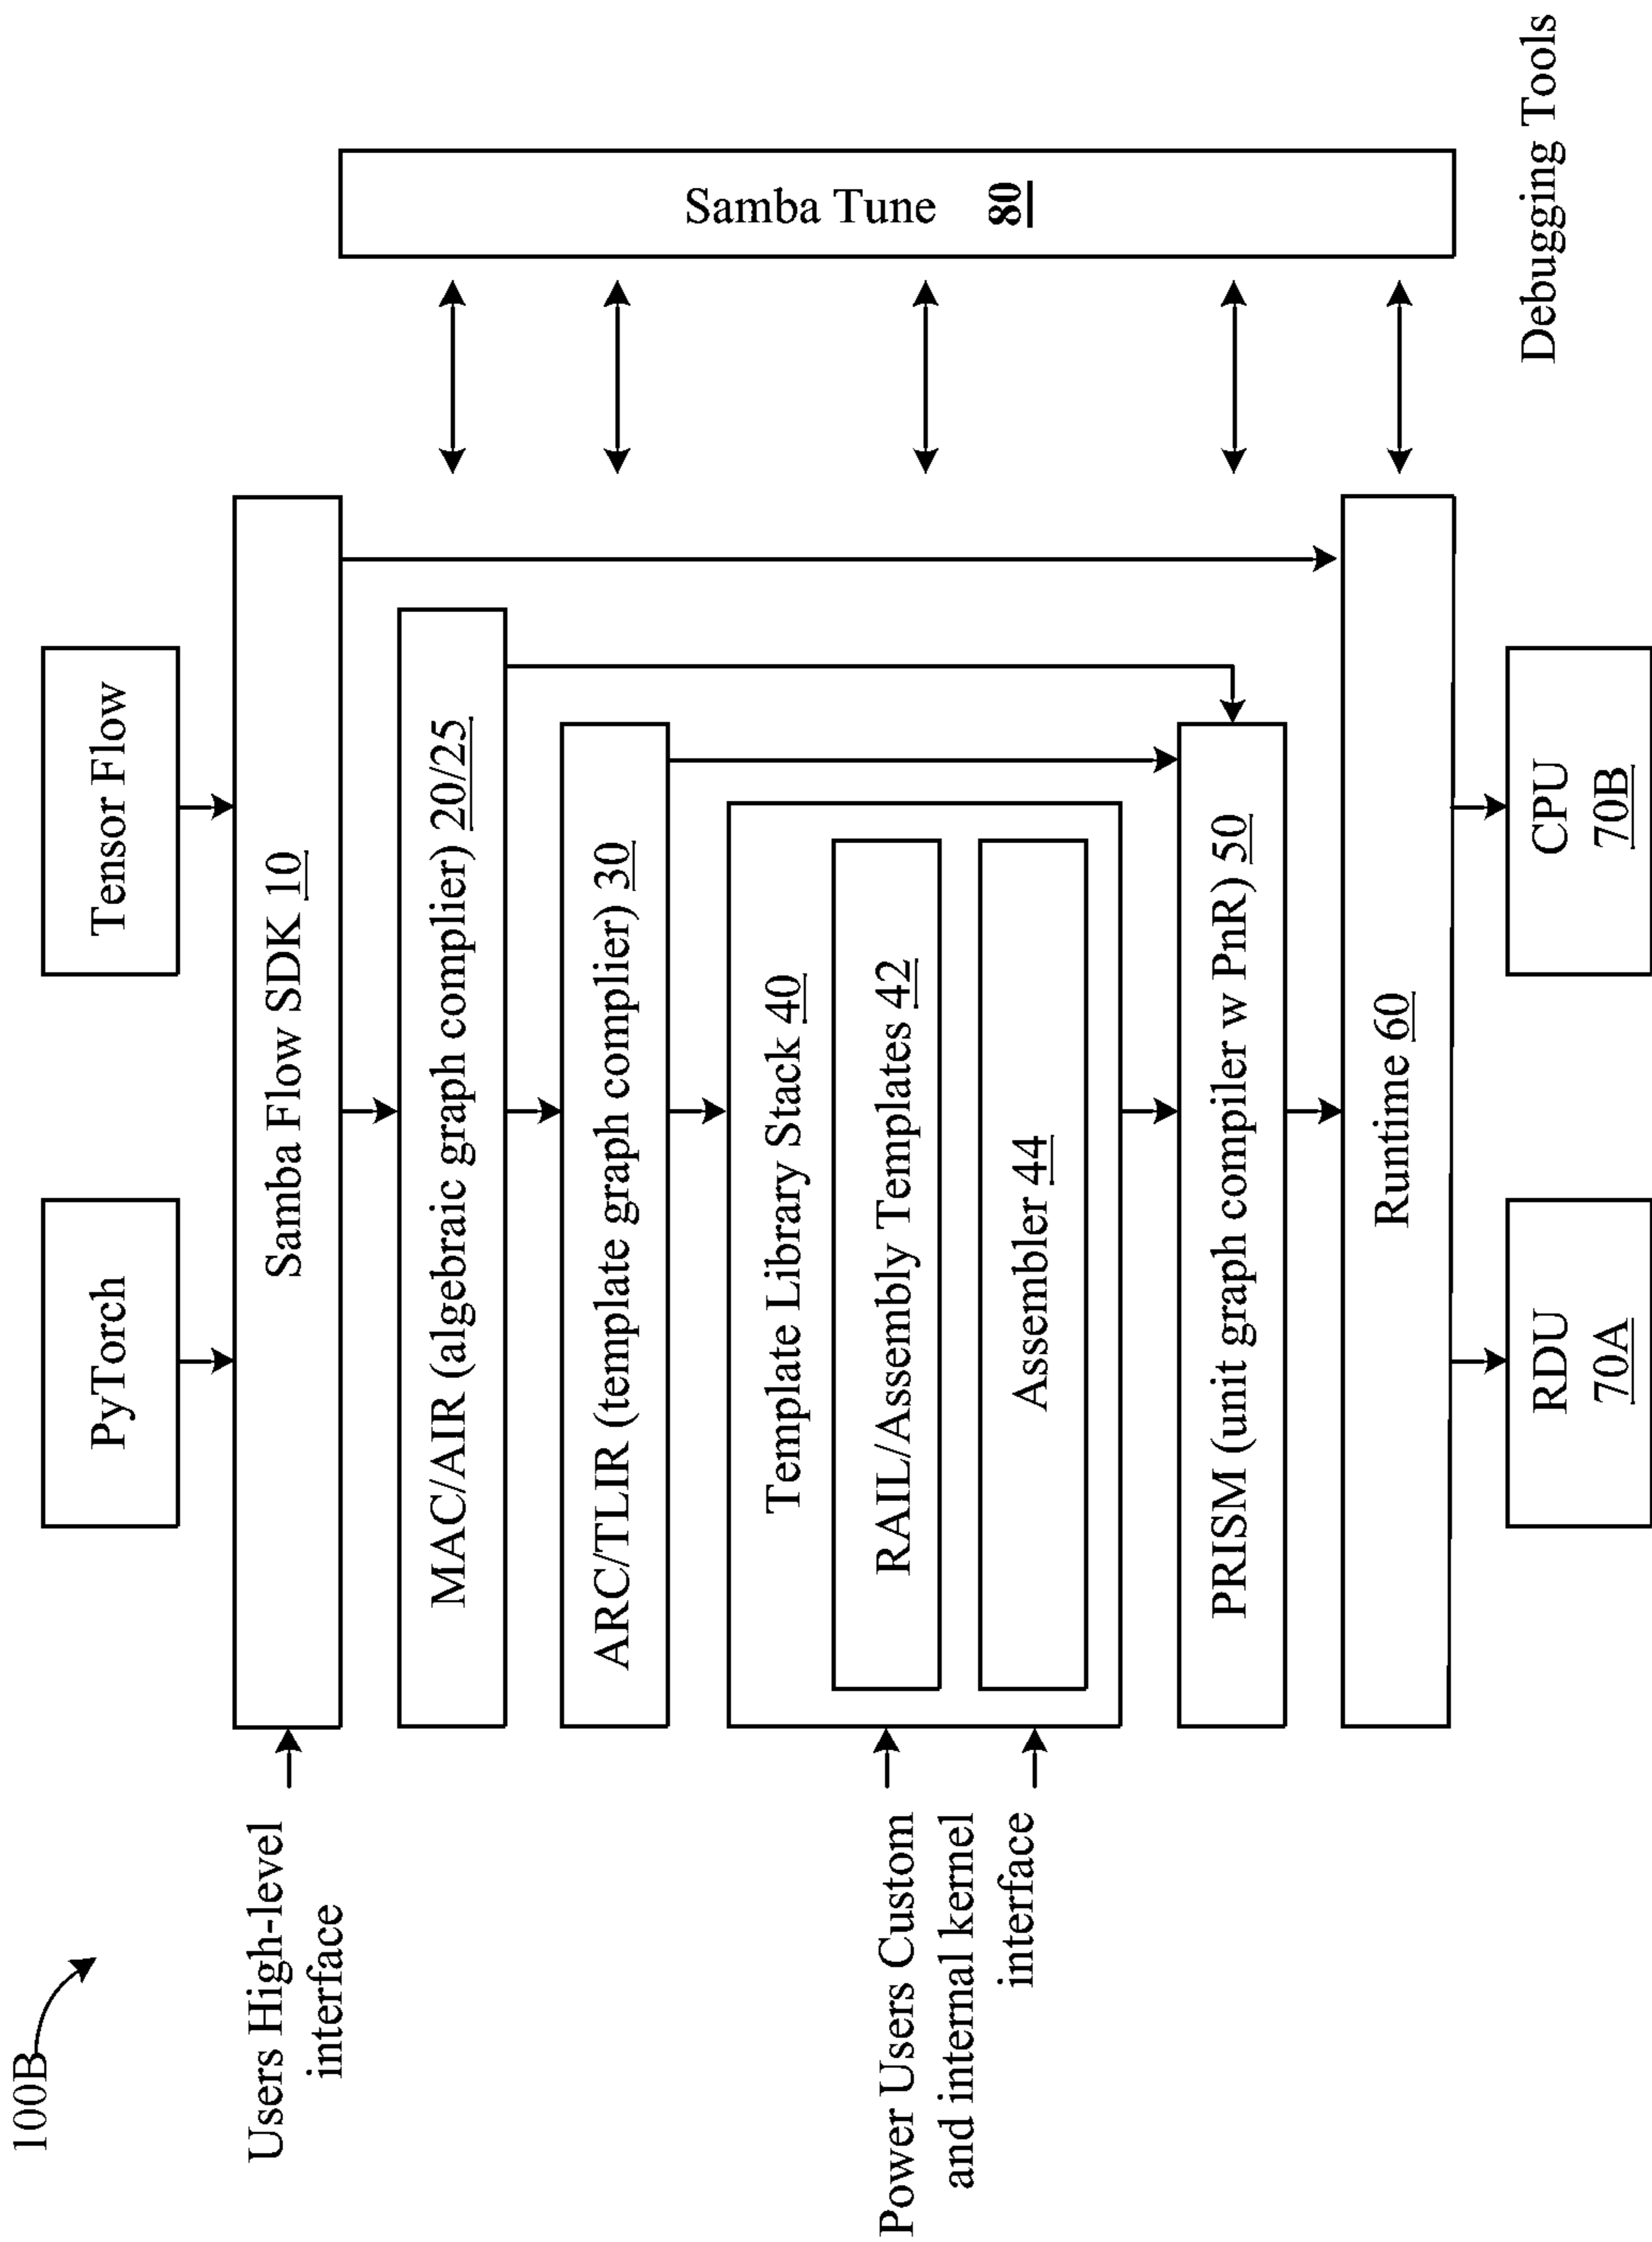 100B
PyTorch
Tensor Flow
Users High-level
interface
Samba Flow SDK 10
MAC/AIR (algebraic graph complier) 20/25
ARC/TLIR (template graph complier) 30
Template Library Stack 40
Power Users Custom
and internal kernel
interface
RAIL/Assembly Templates 42
Assembler 44
PRISM (unit graph compiler w PnR) 50
Runtime 60
RDU
70A
CPU
70B
Samba Tune 80
Debugging Tools